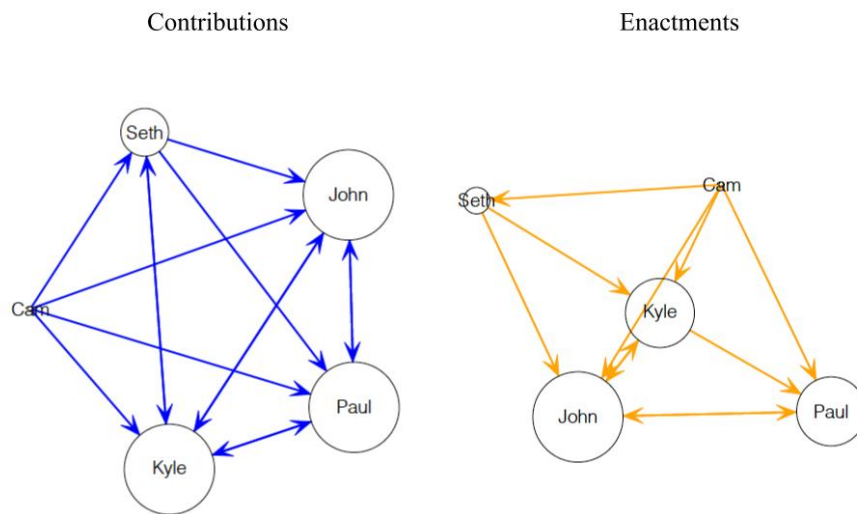 Contributions
Enactments
Seth
John
Cam
Paul
Kyle
Seth
Cam
Kyle
John
Paul